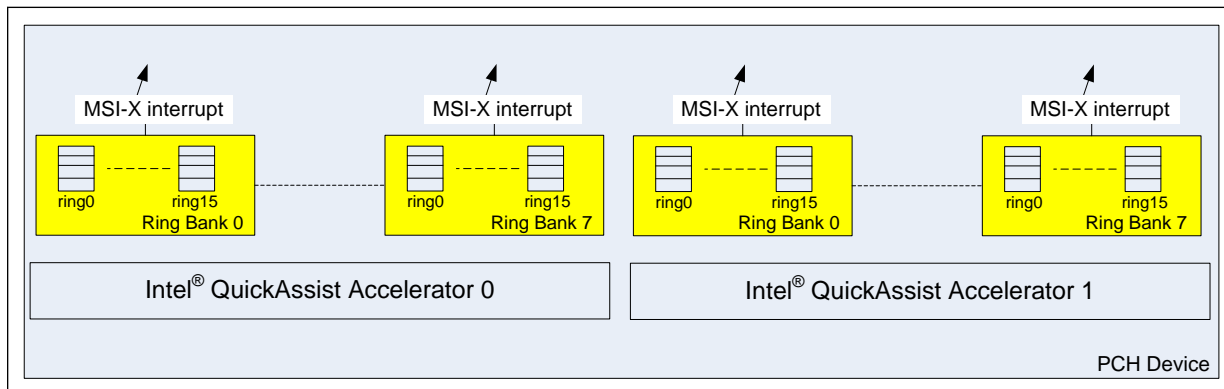 MSI-X interrupt MSI-X interrupt MSI-X interrupt MSI-X interrupt
ring0 ring15 ring0 ring15 ring0 ring15 ring0 ring15
Ring Bank 0 Ring Bank 7 Ring Bank 0 Ring Bank 7
Intel® QuickAssist Accelerator 0 Intel® QuickAssist Accelerator 1
PCH Device